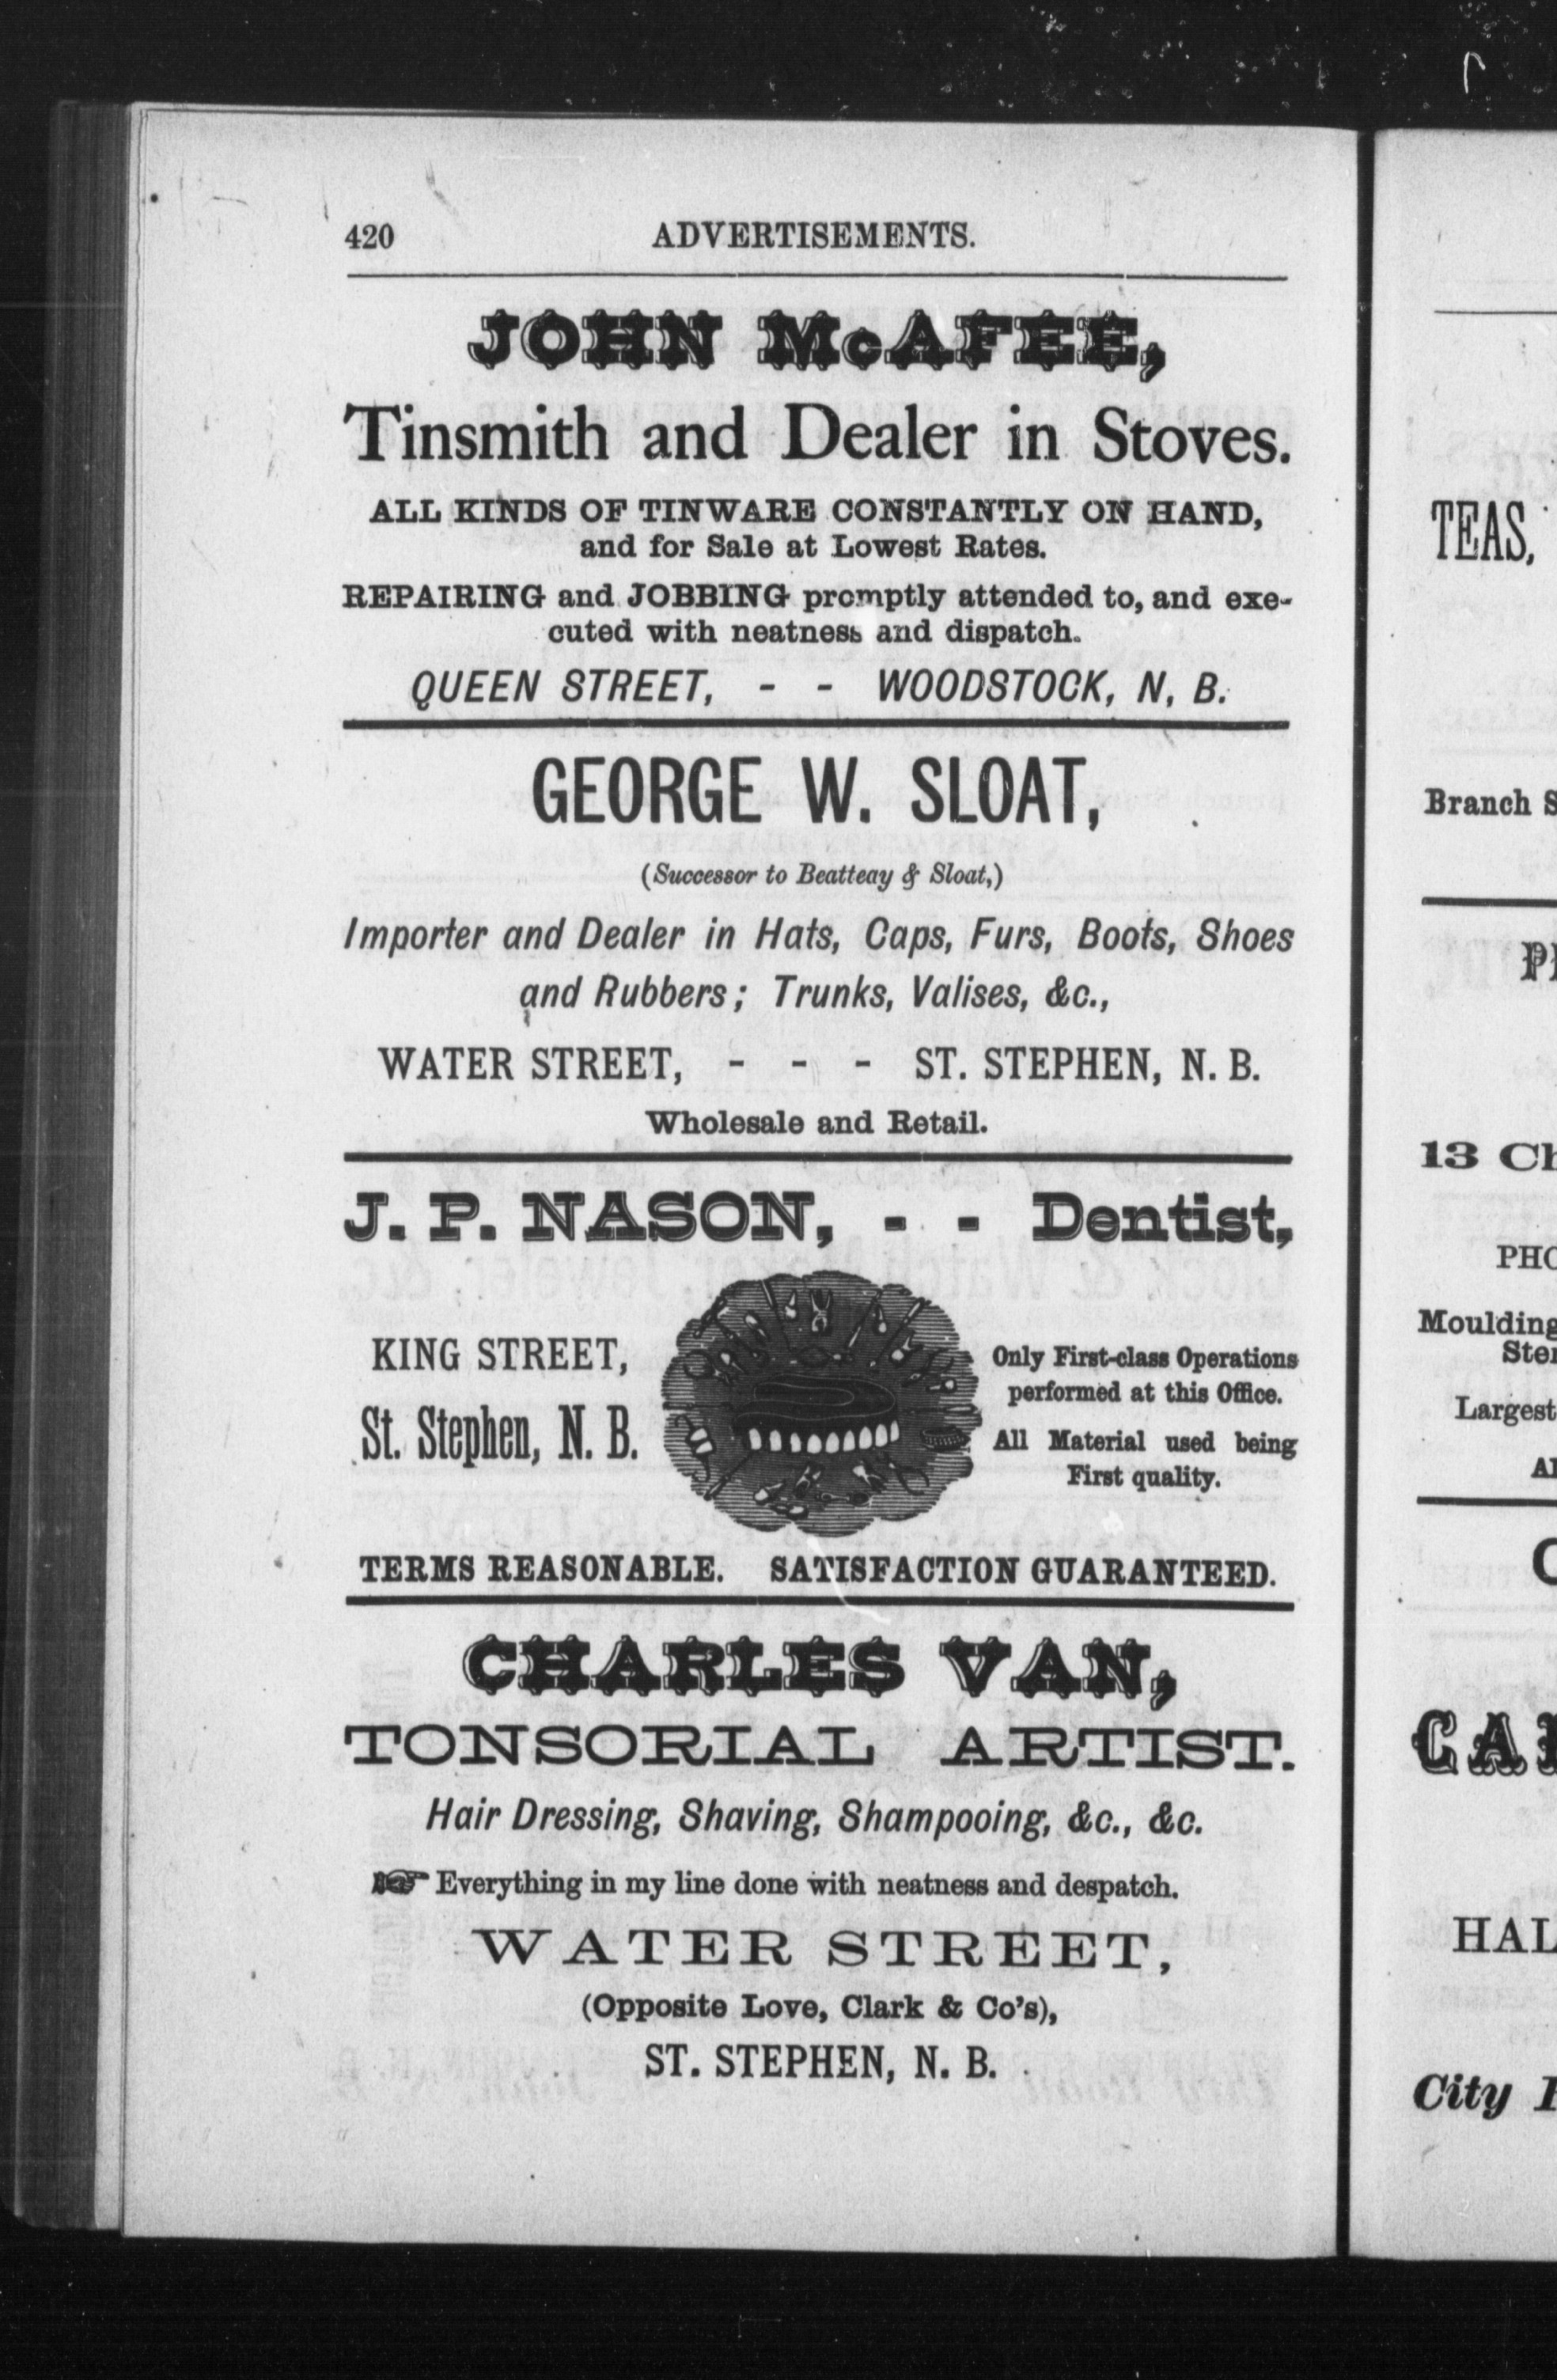 420 ADVERTISEMENTS.
JOHN McAFEE,
Tinsmith and Dealer in Stoves.
ALL KINDS OF TINWARE CONSTANTLY ON HAND,
and for Sale at Lowest Rates.
REPAIRING and JOBBING promptly attended to, and exe-
cuted with neatness and dispatch.
QUEEN STREET, - - WOODSTOCK, N, B.
GEORGE W. SLOAT,
(Successor to Beatteay & Sloat,)
Importer and Dealer in Hats, Caps, Furs, Boots, Shoes
and Rubbers; Trunks, Valises, &c.,
WATER STREET, - - - ST. STEPHEN, N. B.
Wholesale and Retail.
J. P. NASON, - - Dentist,
KING STREET,
St. Stephen, N. B.
Only First-class Operations
performed at this Office.
All Material used being
First quality.
TERMS REASONABLE. SATISFACTION GUARANTEED.
CHARLES VAN,
TONSORIAL ARTIST.
Hair Dressing, Shaving, Shampooing, &c., &c.
☞ Everything in my line done with neatness and despatch.
WATER STREET,
(Opposite Love, Clark & Co's),
ST. STEPHEN, N. B.
TEAS,
Branch
13
Moulding
Largest
City